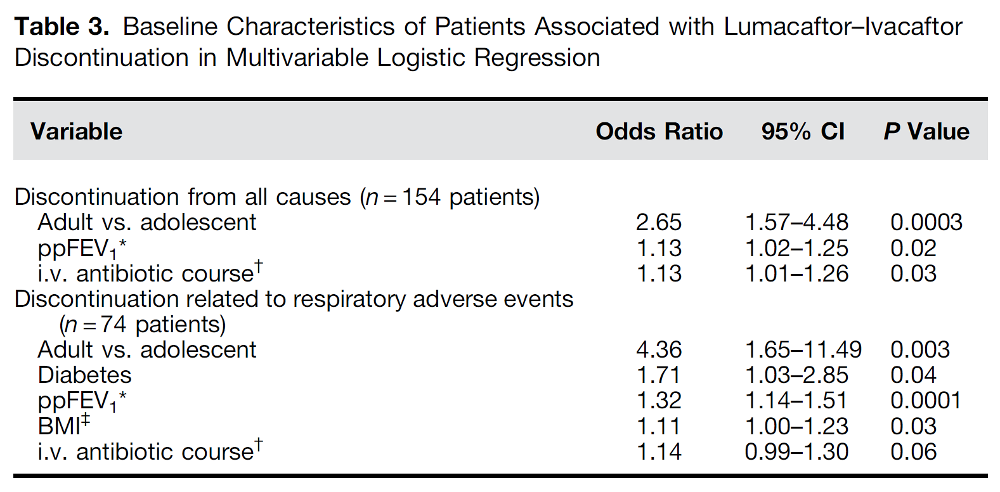 Table 3. Baseline Characteristics of Patients Associated with Lumacaftor–Ivacaftor
Discontinuation in Multivariable Logistic Regression
Variable Odds Ratio 95% CI P Value
Discontinuation from all causes (n = 154 patients)
Adult vs. adolescent 2.65 1.57–4.48 0.0003
ppFEV₁* 1.13 1.02–1.25 0.02
i.v. antibiotic course† 1.13 1.01–1.26 0.03
Discontinuation related to respiratory adverse events
(n = 74 patients)
Adult vs. adolescent 4.36 1.65–11.49 0.003
Diabetes 1.71 1.03–2.85 0.04
ppFEV₁* 1.32 1.14–1.51 0.0001
BMI‡ 1.11 1.00–1.23 0.03
i.v. antibiotic course† 1.14 0.99–1.30 0.06